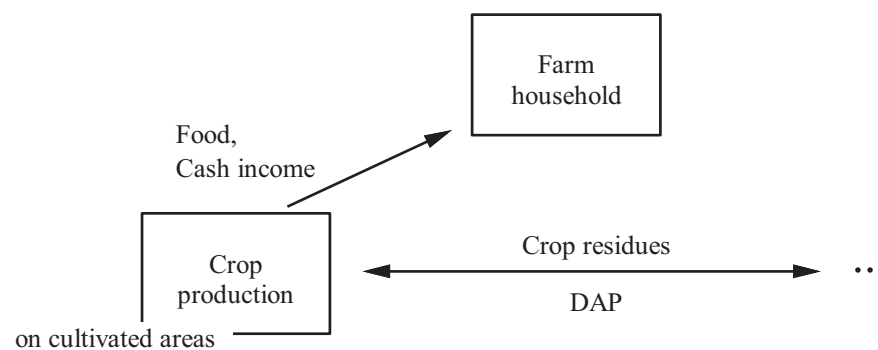 Farm
household
Food,
Cash income
Crop
production
on cultivated areas
Crop residues
DAP